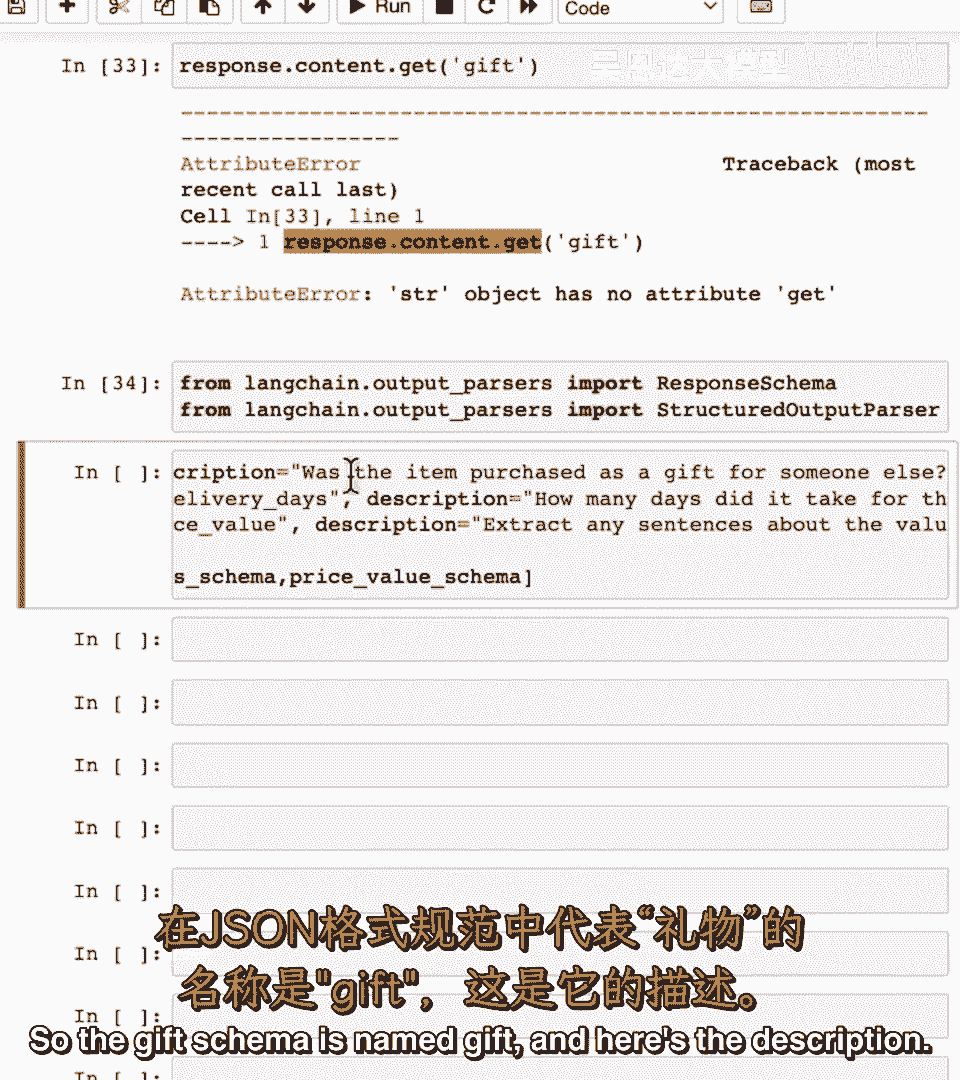 Run
Code
In [33]: response.content.get('gift')
---------------------------------------------------------------------------
AttributeError Traceback (most
recent call last)
Cell In[33], line 1
----> 1 response.content.get('gift')
AttributeError: 'str' object has no attribute 'get'
In [34]: from langchain.output_parsers import ResponseSchema
from langchain.output_parsers import StructuredOutputParser
In [ ]: cription="Was the item purchased as a gift for someone else?
elivery_days", description="How many days did it take for th
ce_value", description="Extract any sentences about the valu
s_schema,price_value_schema]
In [ ]:
In [ ]:
In [ ]:
In [ ]:
In [ ]:
In [ ]:
In [ ]:
In [ ]:
在JSON格式规范中代表“礼物”的
名称是"gift"，这是它的描述。
So the gift schema is named gift, and here's the description.